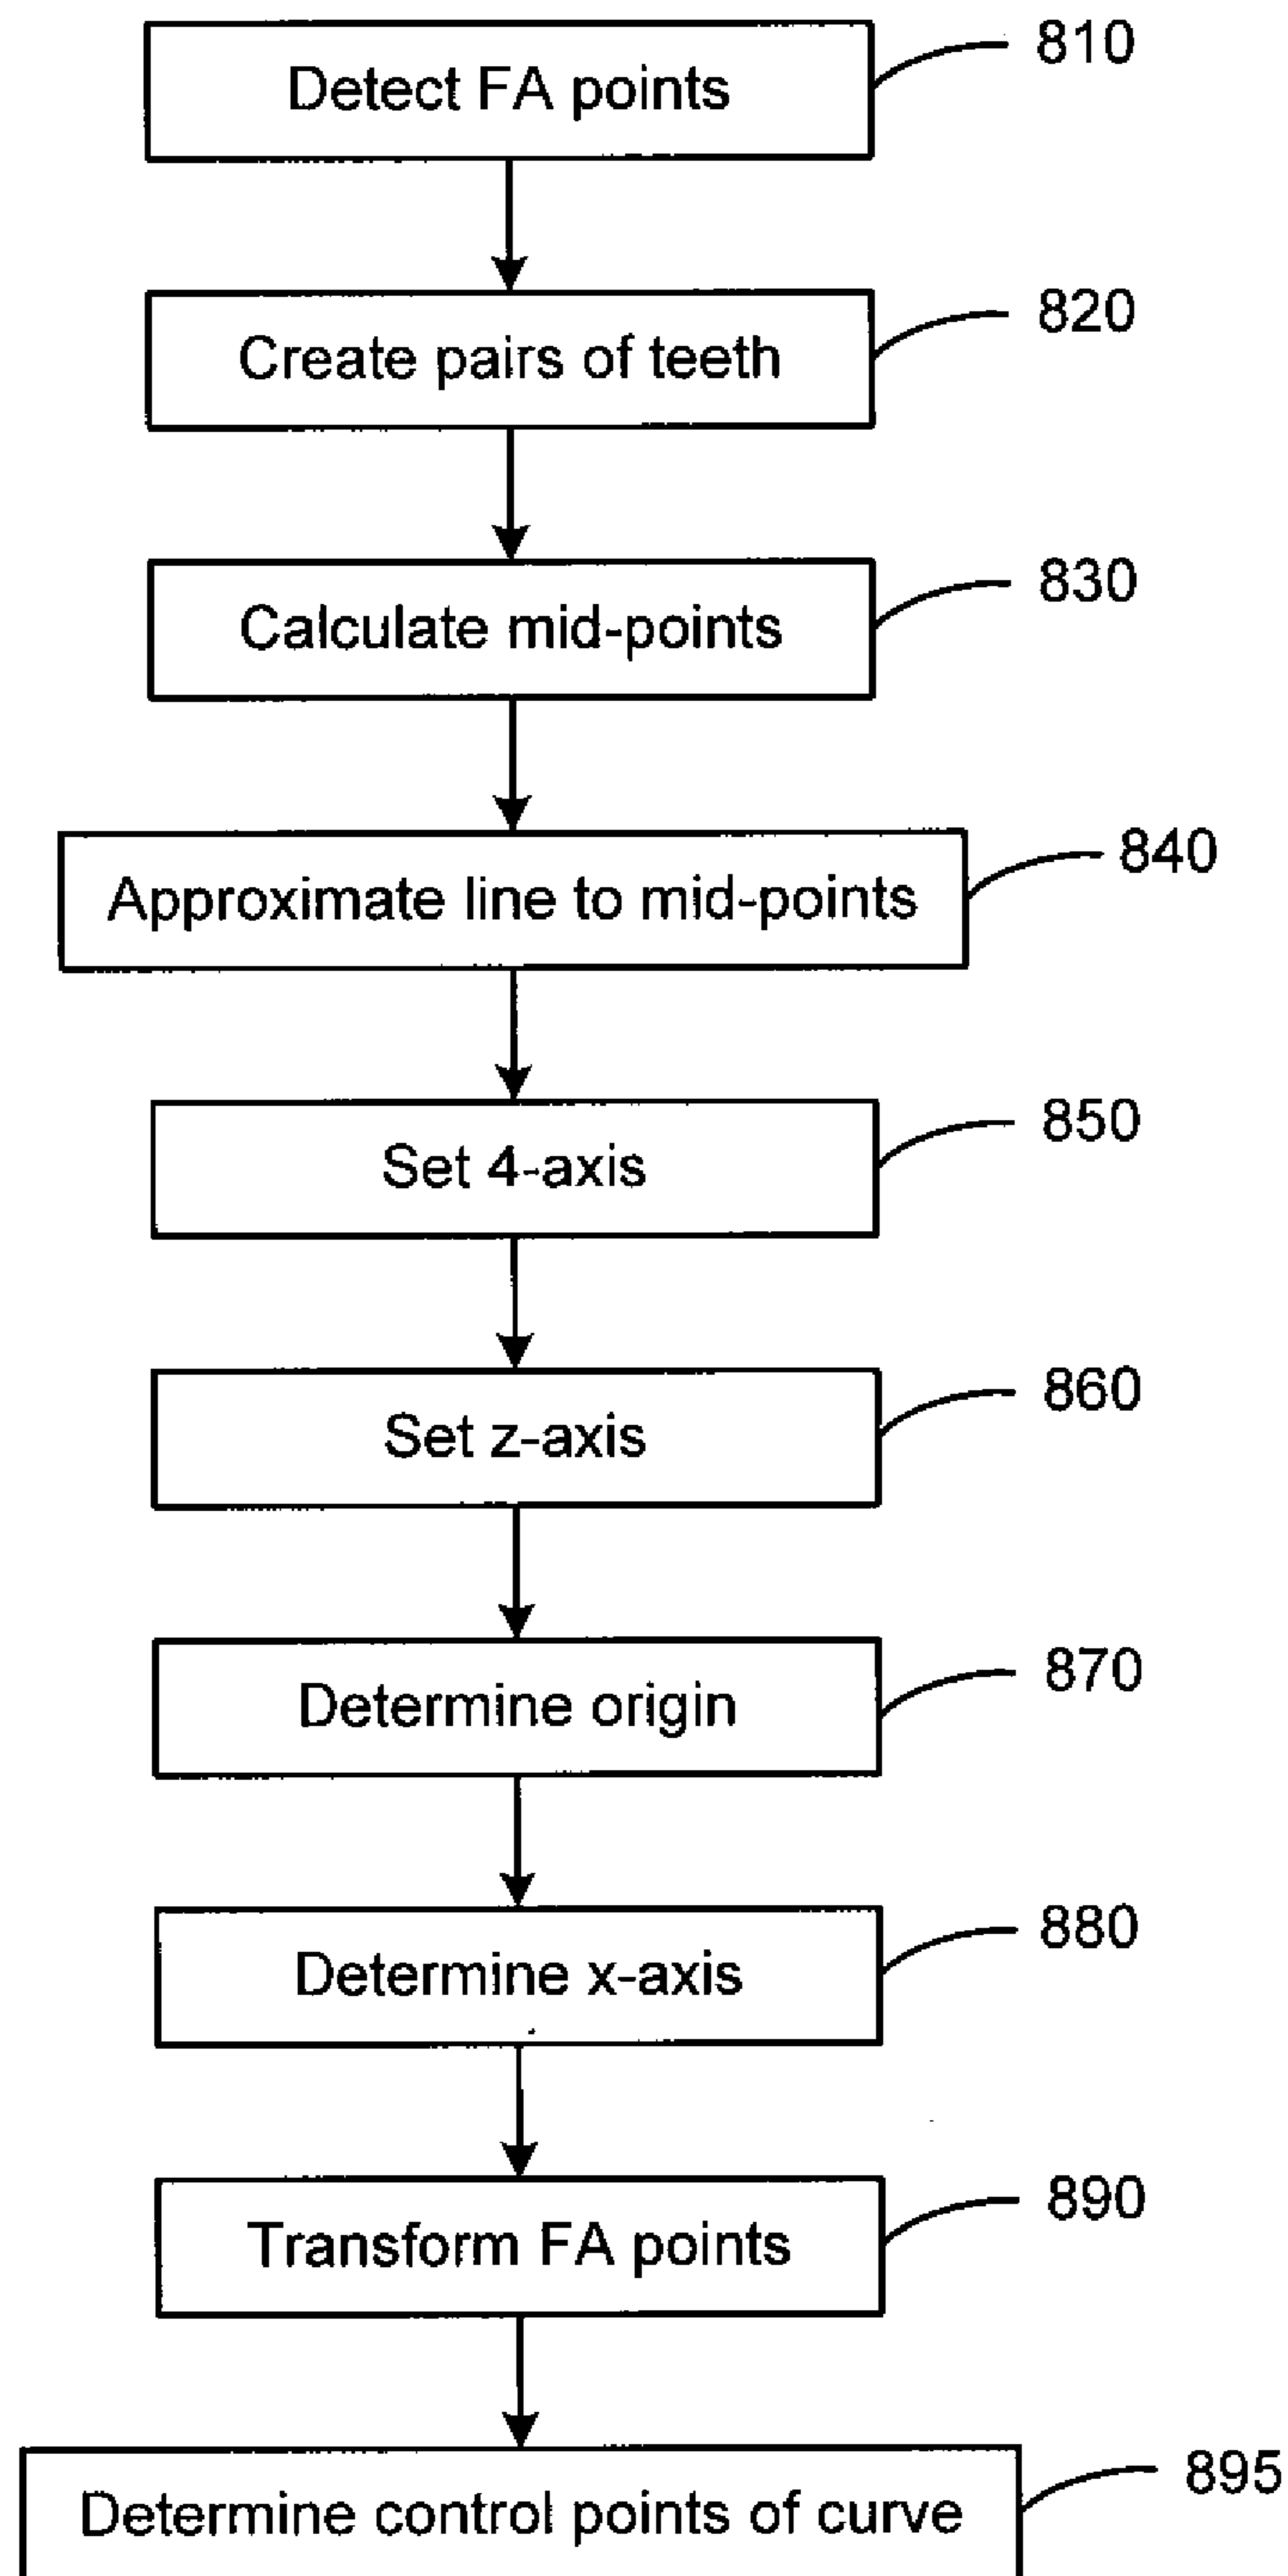 Detect FA points
810
Create pairs of teeth
820
Calculate mid-points
830
Approximate line to mid-points
840
Set 4-axis
850
Set z-axis
860
Determine origin
870
Determine x-axis
880
Transform FA points
890
Determine control points of curve
895